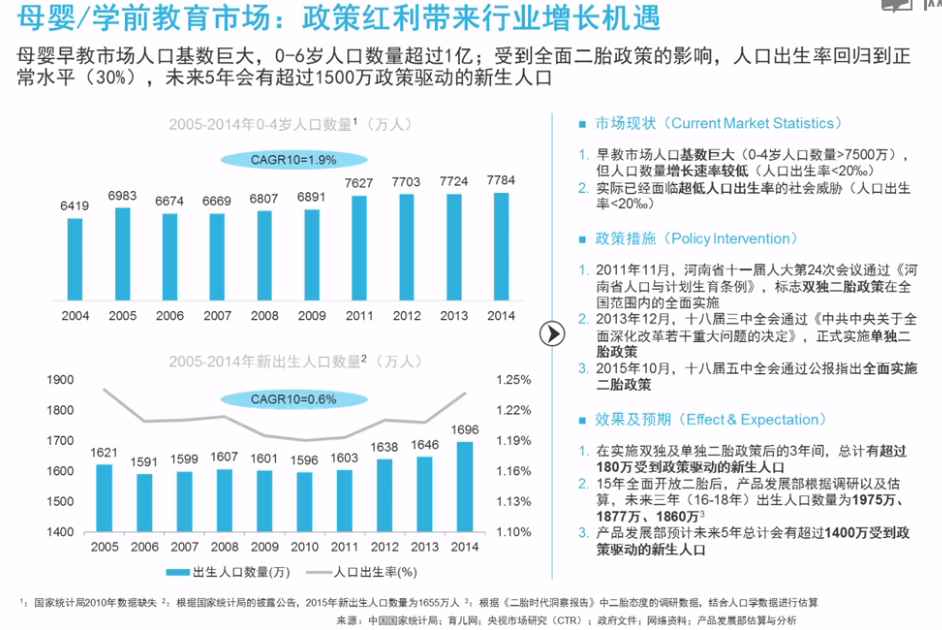 母婴/学前教育市场：政策红利带来行业增长机遇
母婴早教市场人口基数巨大，0-6岁人口数量超过1亿；受到全面二胎政策的影响，人口出生率回归到正
常水平（30%），未来5年会有超过1500万政策驱动的新生人口
2005-2014年0-4岁人口数量¹（万人）
CAGR10=1.9%
6419 6983 6674 6669 6807 6891 7627 7703 7724 7784
2004 2005 2006 2007 2008 2009 2011 2012 2013 2014
2005-2014年新出生人口数量²（万人）
CAGR10=0.6%
1900 1.25%
1800 1.22%
1700 1.19%
1600 1.16%
1500 1.13%
1400 1.10%
1621 1591 1599 1607 1601 1596 1603 1638 1646 1696
2005 2006 2007 2008 2009 2010 2011 2012 2013 2014
出生人口数量(万) 人口出生率(%)
■ 市场现状（Current Market Statistics）
1. 早教市场人口基数巨大（0-4岁人口数量>7500万），
但人口数量增长速率较低（人口出生率<20‰）
2. 实际已经面临超低人口出生率的社会威胁（人口出生
率<20‰）
■ 政策措施（Policy Intervention）
1. 2011年11月，河南省十一届人大第24次会议通过《河
南省人口与计划生育条例》，标志双独二胎政策在全
国范围内的全面实施
2. 2013年12月，十八届三中全会通过《中共中央关于全
面深化改革若干重大问题的决定》，正式实施单独二
胎政策
3. 2015年10月，十八届五中全会通过公报指出全面实施
二胎政策
■ 效果及预期（Effect & Expectation）
1. 在实施双独及单独二胎政策后的3年间，总计有超过
180万受到政策驱动的新生人口
2. 15年全面开放二胎后，产品发展部根据调研以及估
算，未来三年（16-18年）出生人口数量为1975万、
1877万、1860万³
3. 产品发展部预计未来5年总计会有超过1400万受到政
策驱动的新生人口
¹：国家统计局2010年数据缺失 ²：根据国家统计局的披露公告，2015年新出生人口数量为1655万人 ³：根据《二胎时代洞察报告》中二胎态度的调研数据，结合人口学数据进行估算
来源：中国国家统计局；育儿网；央视市场研究（CTR）；政府文件；网络资料；产品发展部估算与分析